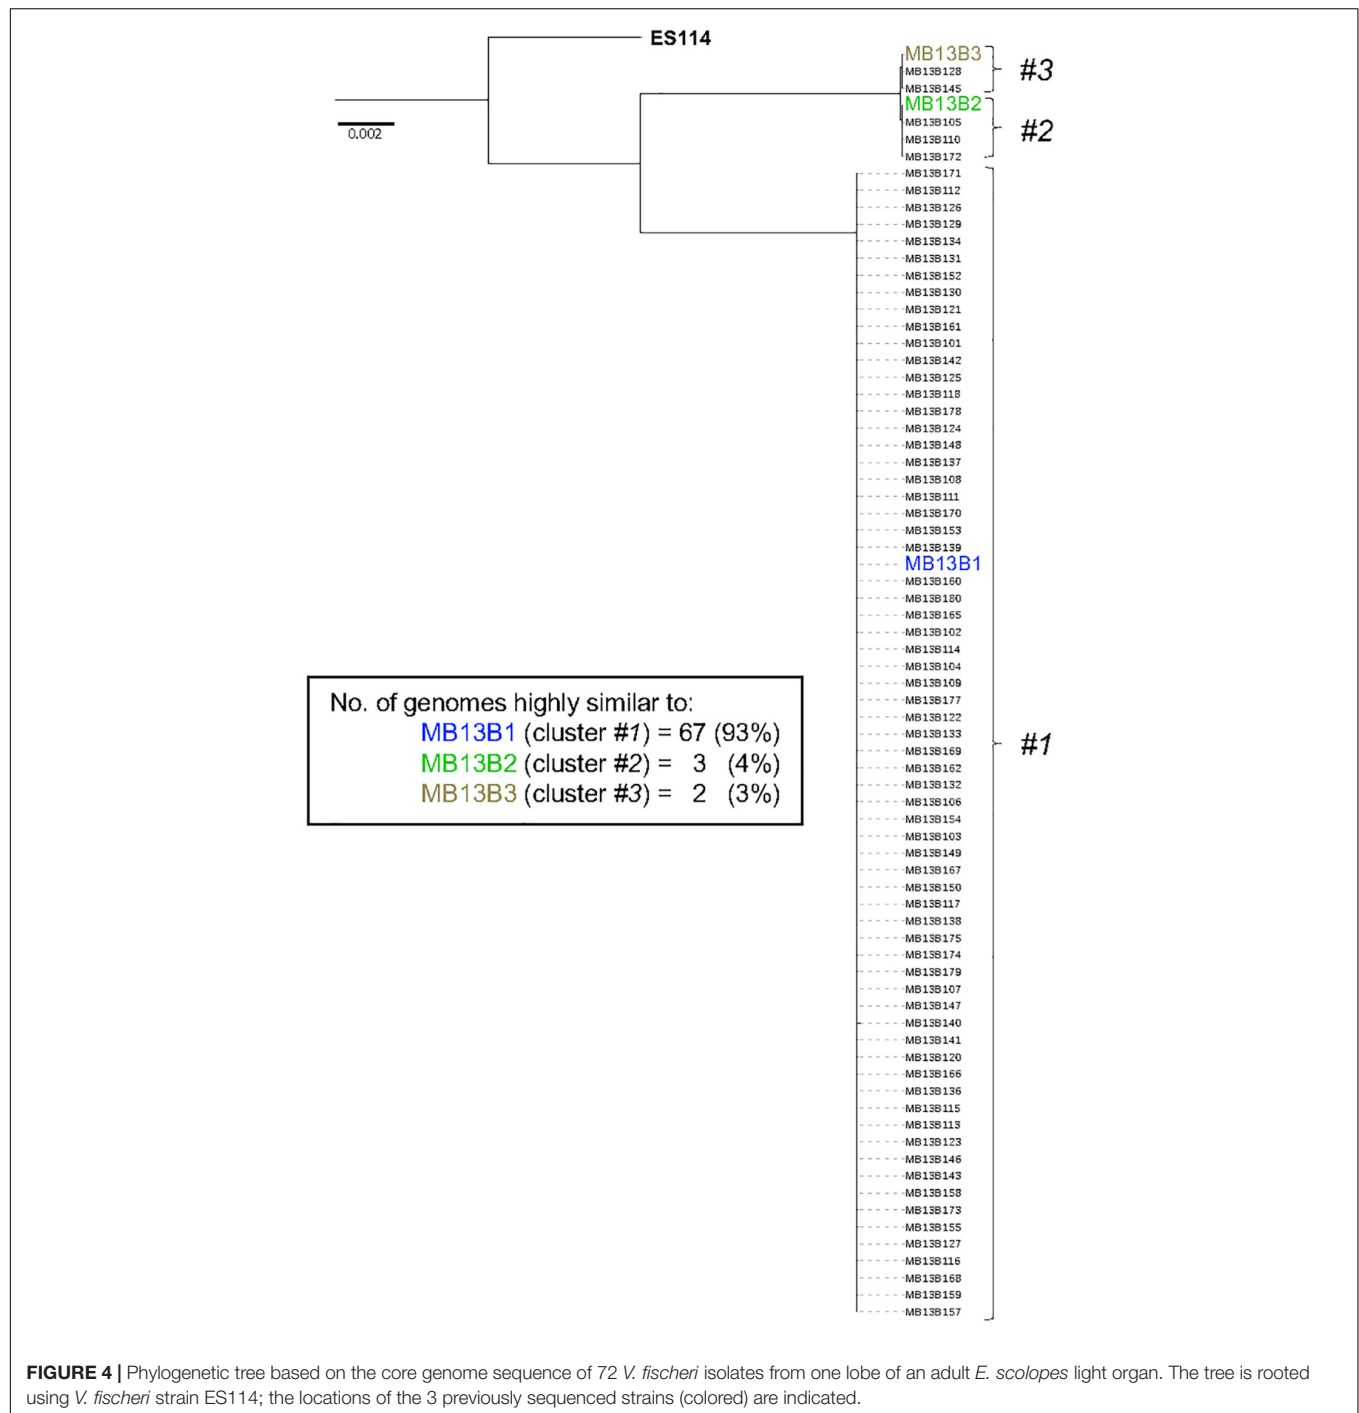 ES114
0.002
MB13B3
MB13B128
MB13B145
#3
MB13B2
MB13B105
MB13B110
MB13B172
#2
MB13B171
MB13B112
MB13B126
MB13B129
MB13B134
MB13B131
MB13B152
MB13B130
MB13B121
MB13B161
MB13B101
MB13B142
MB13B125
MB13B118
MB13B178
MB13B124
MB13B148
MB13B137
MB13B108
MB13B111
MB13B170
MB13B153
MB13B139
MB13B1
MB13B160
MB13B180
MB13B165
MB13B102
MB13B114
MB13B104
MB13B109
MB13B177
MB13B122
MB13B133
MB13B169
MB13B162
MB13B132
MB13B106
MB13B154
MB13B103
MB13B149
MB13B167
MB13B150
MB13B117
MB13B138
MB13B175
MB13B174
MB13B179
MB13B107
MB13B147
MB13B140
MB13B141
MB13B120
MB13B166
MB13B136
MB13B115
MB13B113
MB13B123
MB13B146
MB13B143
MB13B158
MB13B173
MB13B155
MB13B127
MB13B116
MB13B168
MB13B159
MB13B157
#1
No. of genomes highly similar to:
MB13B1 (cluster #1) = 67 (93%)
MB13B2 (cluster #2) = 3 (4%)
MB13B3 (cluster #3) = 2 (3%)
FIGURE 4 | Phylogenetic tree based on the core genome sequence of 72 V. fischeri isolates from one lobe of an adult E. scolopes light organ. The tree is rooted
using V. fischeri strain ES114; the locations of the 3 previously sequenced strains (colored) are indicated.